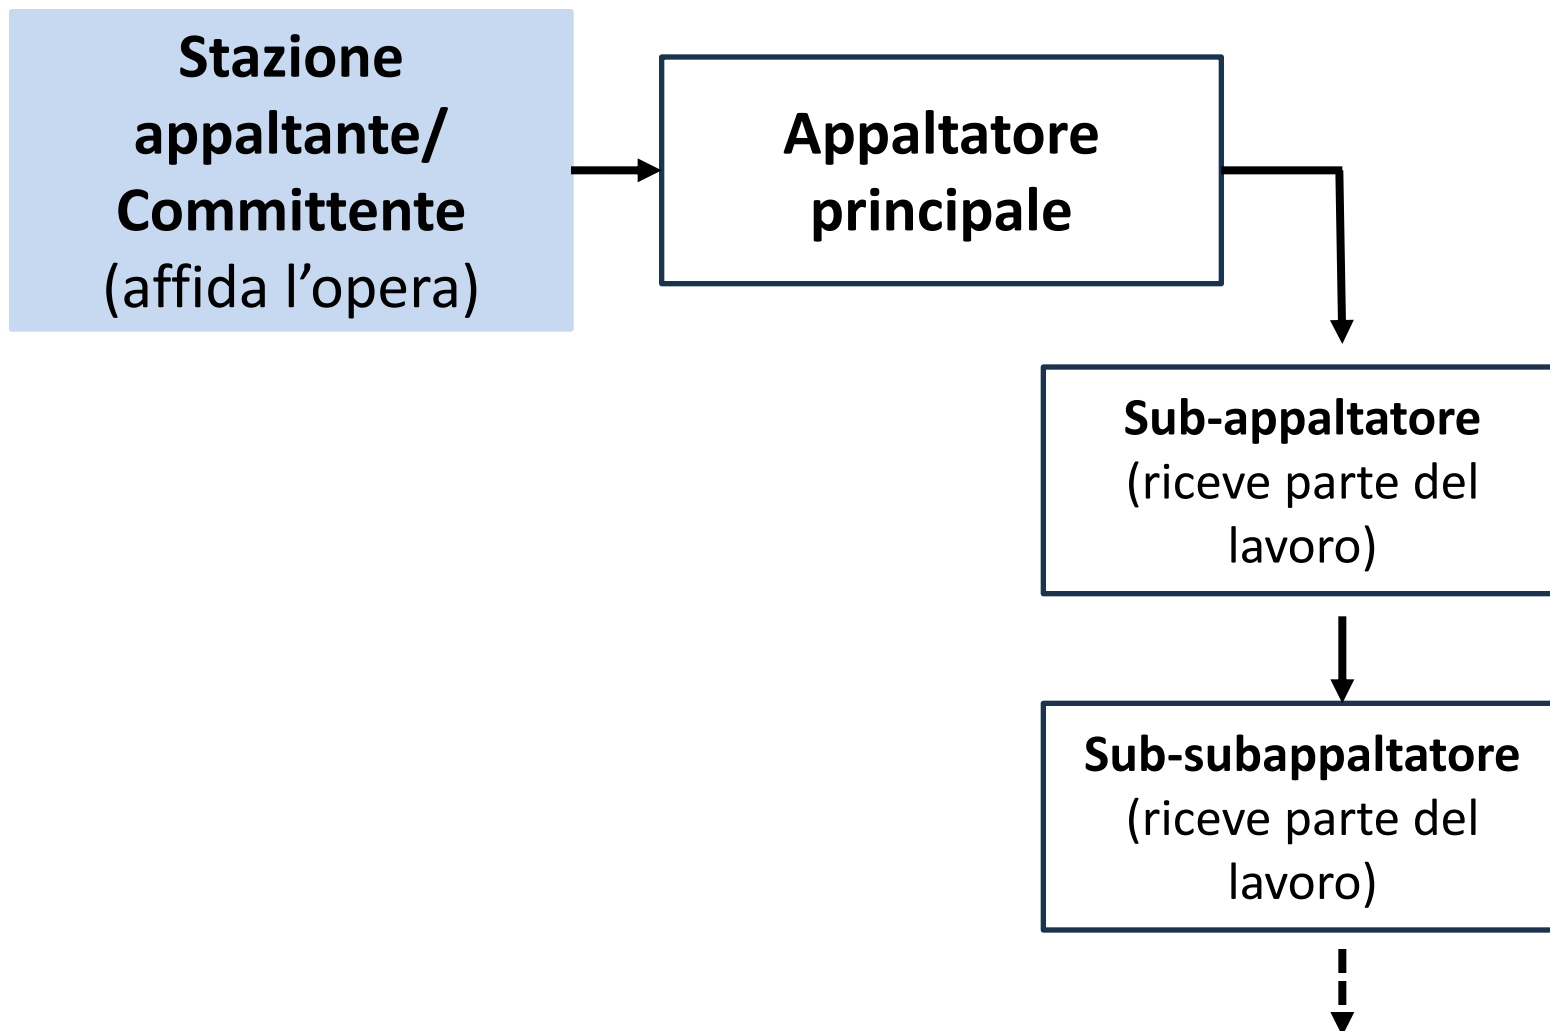 Stazione
appaltante/
Committente
(affida l’opera)
Appaltatore
principale
Sub-appaltatore
(riceve parte del
lavoro)
Sub-subappaltatore
(riceve parte del
lavoro)